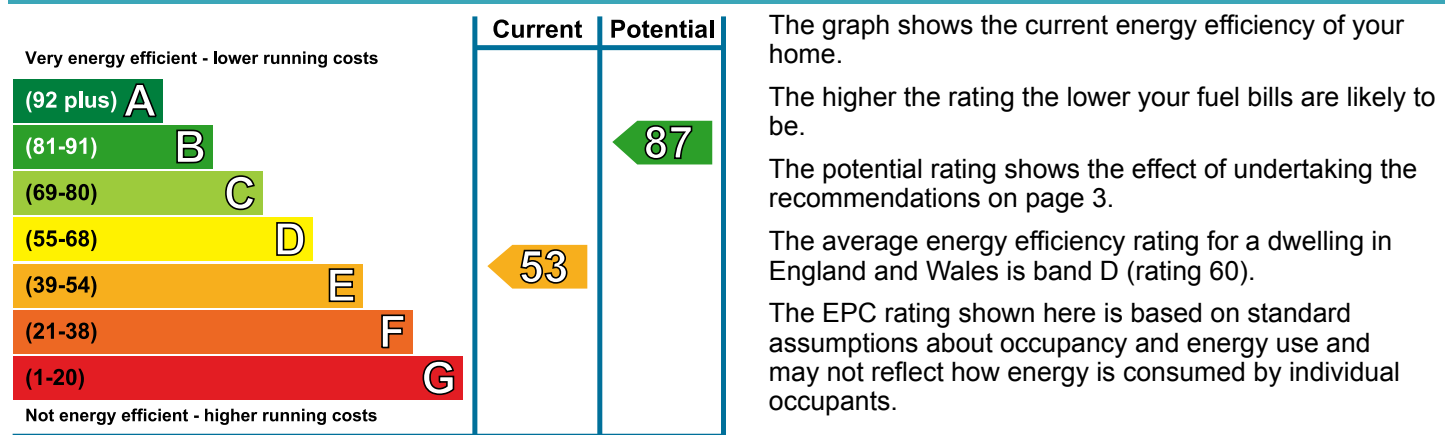 Current Potential
Very energy efficient - lower running costs
(92 plus) A
(81-91) B
(69-80) C
(55-68) D
(39-54) E
(21-38) F
(1-20) G
Not energy efficient - higher running costs
87
53
The graph shows the current energy efficiency of your
home.
The higher the rating the lower your fuel bills are likely to
be.
The potential rating shows the effect of undertaking the
recommendations on page 3.
The average energy efficiency rating for a dwelling in
England and Wales is band D (rating 60).
The EPC rating shown here is based on standard
assumptions about occupancy and energy use and
may not reflect how energy is consumed by individual
occupants.